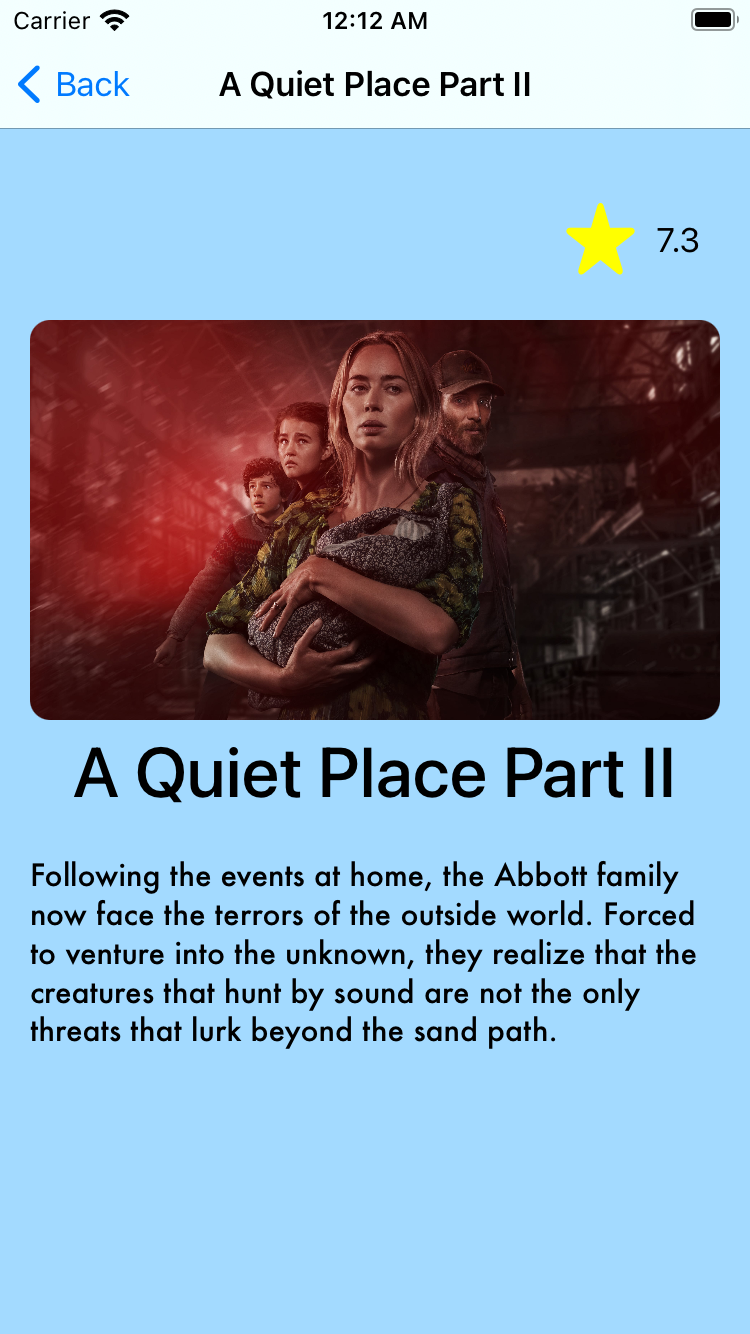 Carrier 12:12 AM
Back A Quiet Place Part II
7.3
A Quiet Place Part II
Following the events at home, the Abbott family
now face the terrors of the outside world. Forced
to venture into the unknown, they realize that the
creatures that hunt by sound are not the only
threats that lurk beyond the sand path.